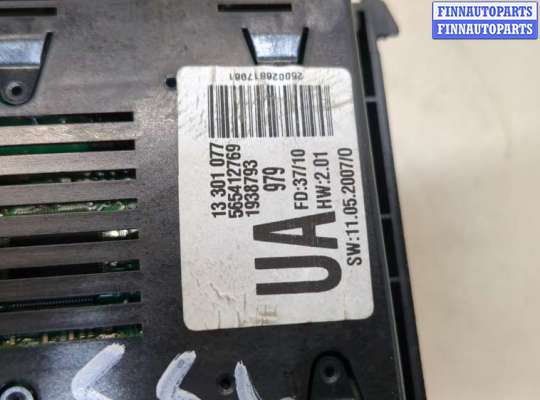 FINNAUTOPARTS
FINNAUTOPARTS
250026817961
13 301 077
565412769
1938793
979
UA
FD:37/10
HW:2.01
SW:11.05.2007/0